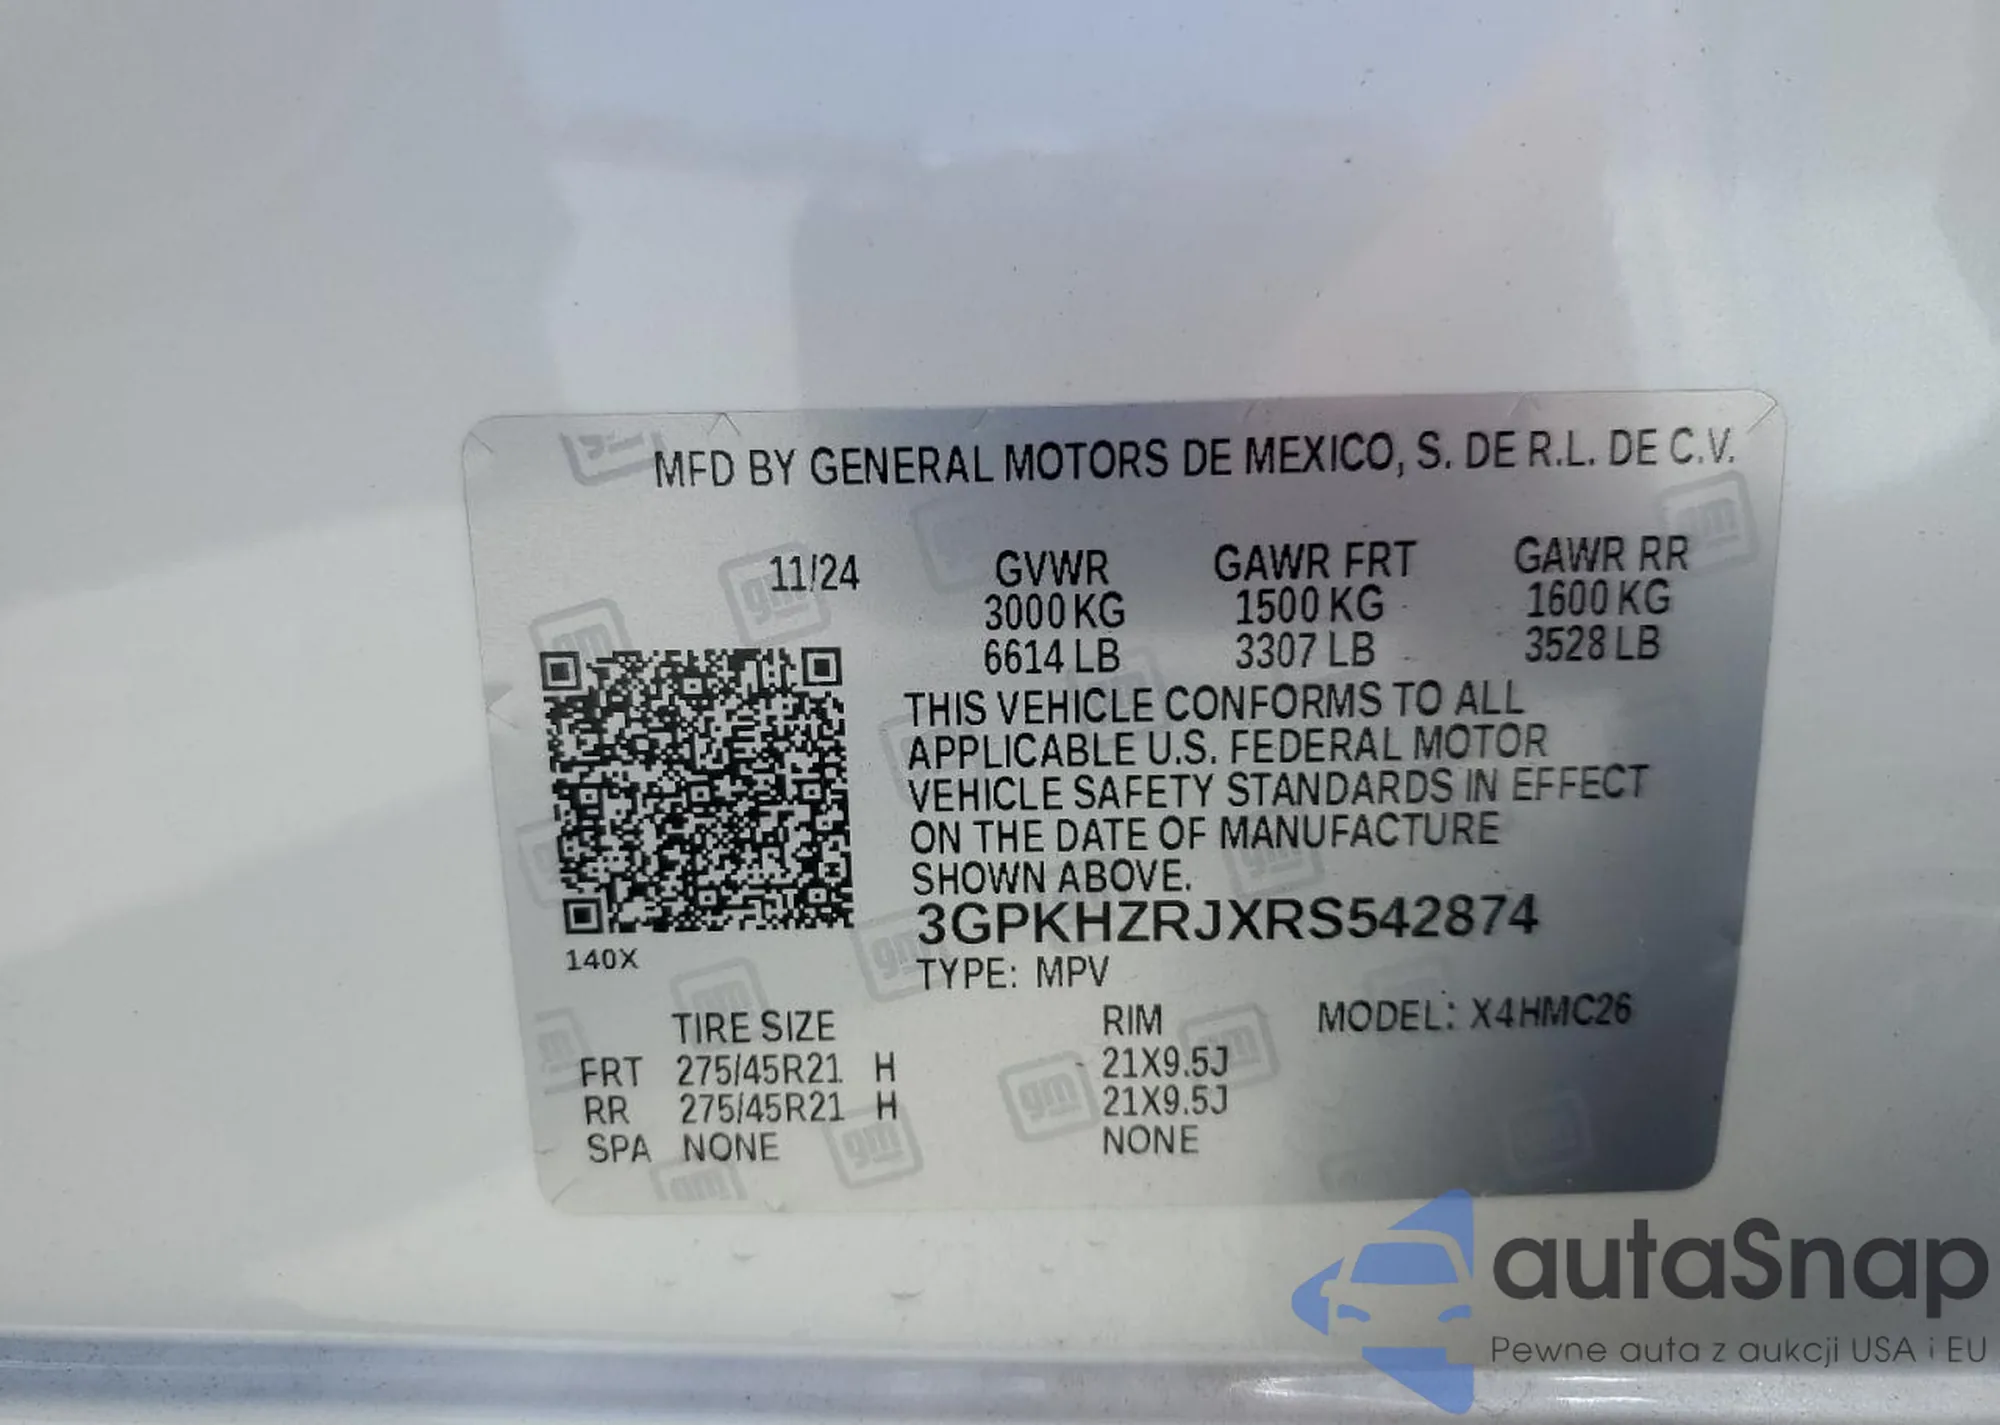 MFD BY GENERAL MOTORS DE MEXICO, S. DE R.L. DE C.V.
11/24 GVWR GAWR FRT GAWR RR
3000 KG 1500 KG 1600 KG
6614 LB 3307 LB 3528 LB
THIS VEHICLE CONFORMS TO ALL
APPLICABLE U.S. FEDERAL MOTOR
VEHICLE SAFETY STANDARDS IN EFFECT
ON THE DATE OF MANUFACTURE
SHOWN ABOVE.
3GPKHZRJXRS542874
140X
TYPE: MPV
TIRE SIZE RIM MODEL: X4HMC26
FRT 275/45R21 H 21X9.5J
RR 275/45R21 H 21X9.5J
SPA NONE NONE
autaSnap
Pewne auta z aukcji USA i EU